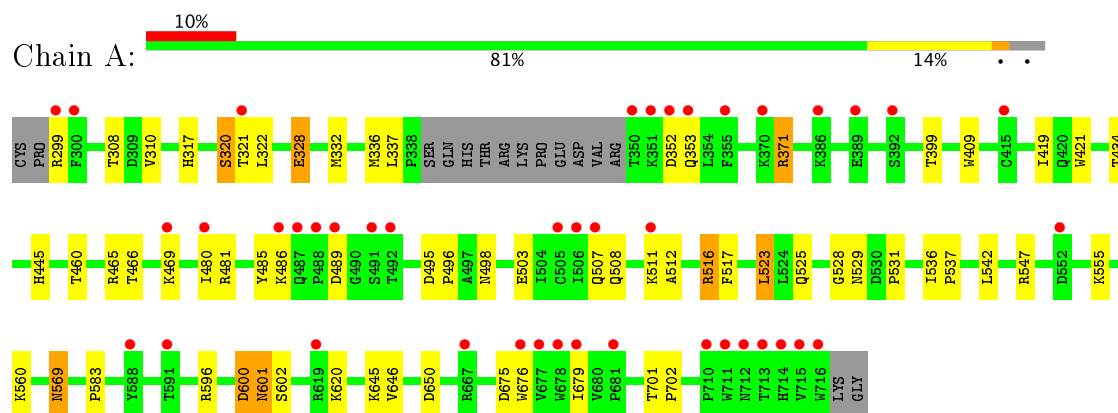 10%
Chain A:
81% 14% • •
CYS PRO R299 F300 T308 D309 V310 H317 S320 T321 L322 E328 M332 M336 L337 P338 SER GLN HIS THR ARG LYS PRO GLU ASP VAL ARG T350 K351 D352 Q353 L354 F355 K370 R371 K386 E389 S392 T399 W409 C415 I419 Q420 W421 T434
H445 T460 R465 T466 K469 I480 R481 Y485 K486 Q487 P488 D489 G490 S491 T492 D495 P496 A497 N498 E503 I504 C505 I506 Q507 Q508 K511 A512 R516 F517 L523 L524 Q525 G528 N529 D530 P531 I536 P537 L542 R547 D552 K555
K560 N569 P583 Y588 T591 R596 D600 N601 S602 R619 K620 K645 V646 D650 R667 D675 W676 V677 W678 I679 V680 P681 T701 P702 P710 W711 N712 T713 H714 V715 W716 LYS GLY